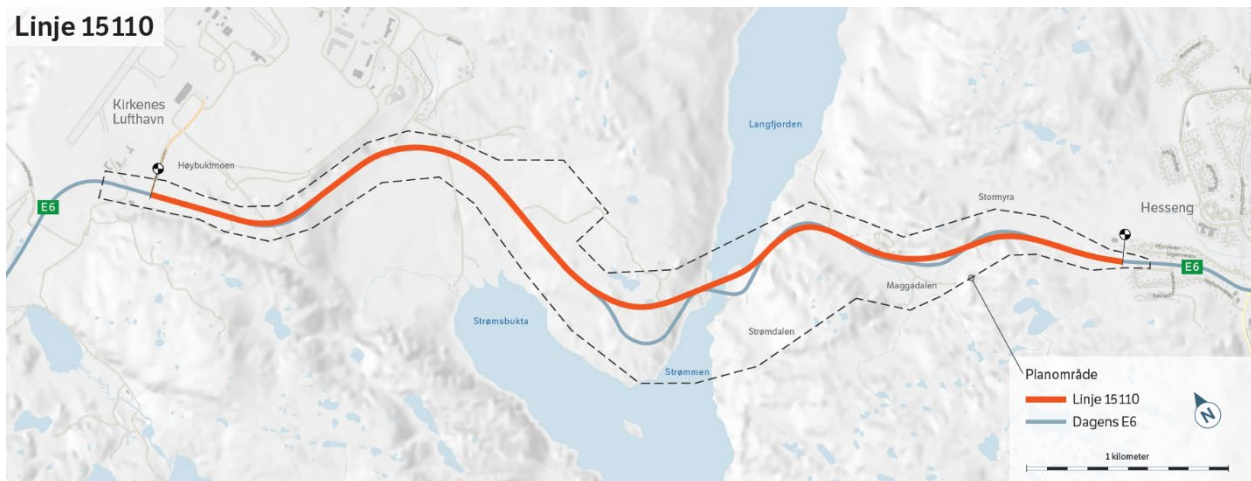 Linje 15110
Kirkenes
Lufthavn
Høybuktmoen
E6
Langfjorden
Stormyra
Hesseng
E6
Maggadalen
Strømsbukta
Strømdalen
Strømmen
Planområde
Linje 15110
Dagens E6
N
1 kilometer